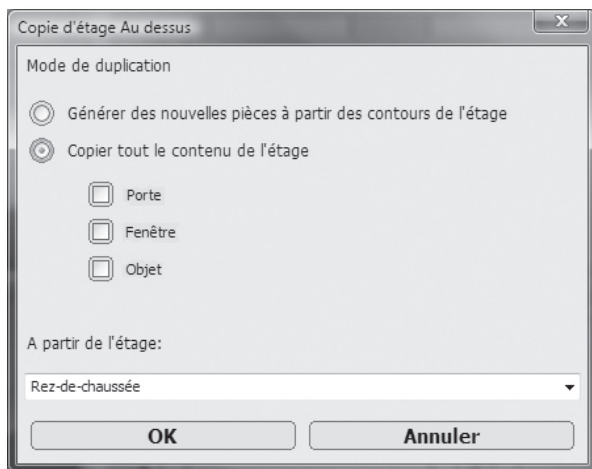 Copie d'étage Au dessus
Mode de duplication
Générer des nouvelles pièces à partir des contours de l'étage
Copier tout le contenu de l'étage
Porte
Fenêtre
Objet
A partir de l'étage:
Rez-de-chaussée
OK
Annuler